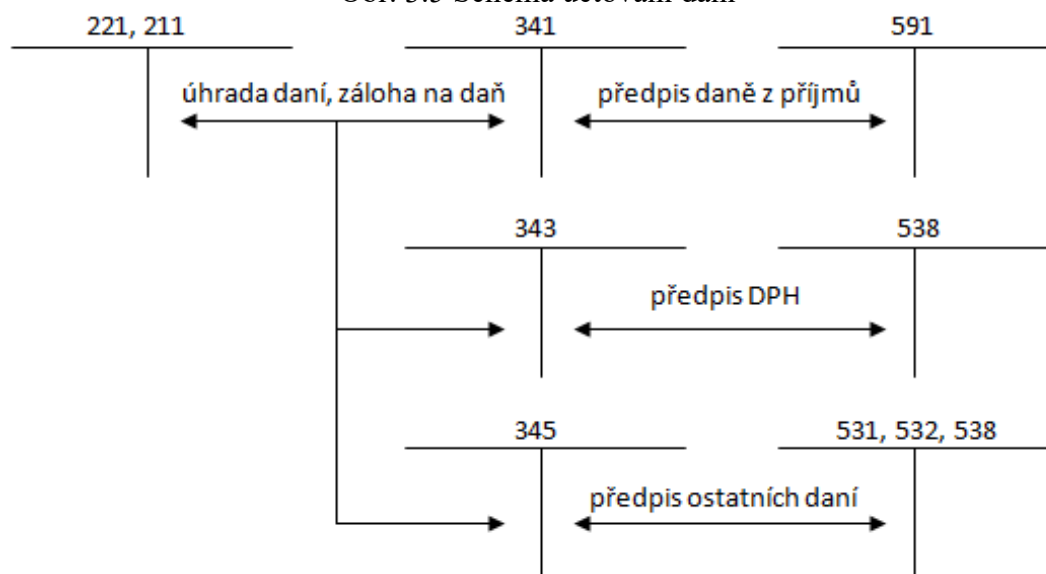 221, 211 341 591
úhrada daní, záloha na daň předpis daně z příjmů
343 538
předpis DPH
345 531, 532, 538
předpis ostatních daní